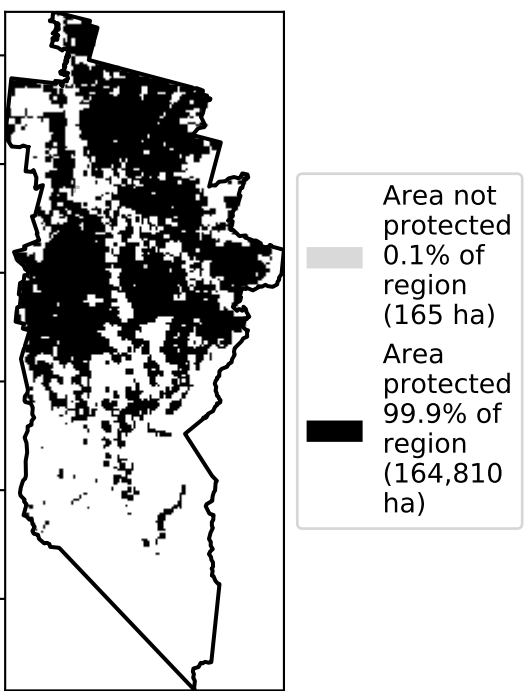 Area not
protected
0.1% of
region
(165 ha)
Area
protected
99.9% of
region
(164,810
ha)